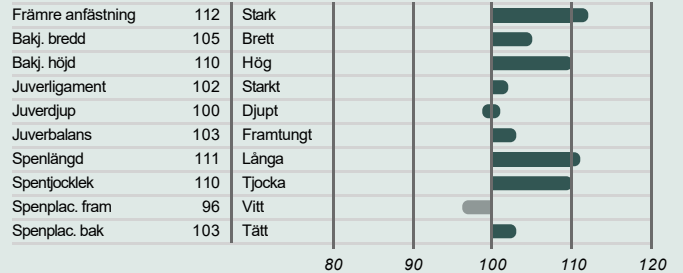 Främre anfästning 112 Stark
Bakj. bredd 105 Brett
Bakj. höjd 110 Hög
Juverligament 102 Starkt
Juverdjup 100 Djupt
Juverbalans 103 Framtungt
Spenlängd 111 Långa
Spentjocklek 110 Tjocka
Spenplac. fram 96 Vitt
Spenplac. bak 103 Tätt
80 90 100 110 120